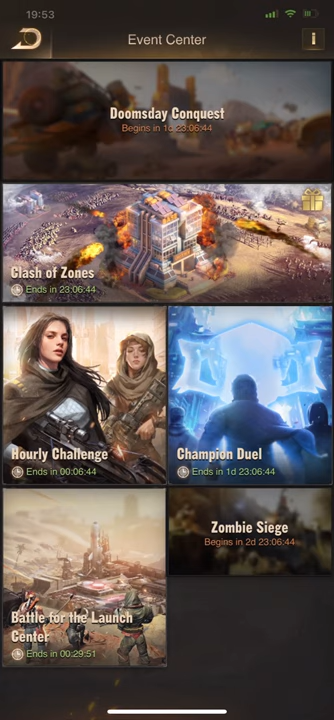 19:53
Event Center
i
Doomsday Conquest
Begins in 1d 23:06:44
Clash of Zones
Ends in 23:06:44
Hourly Challenge
Ends in 00:06:44
Champion Duel
Ends in 1d 23:06:44
Battle for the Launch
Center
Ends in 00:29:51
Zombie Siege
Begins in 2d 23:06:44